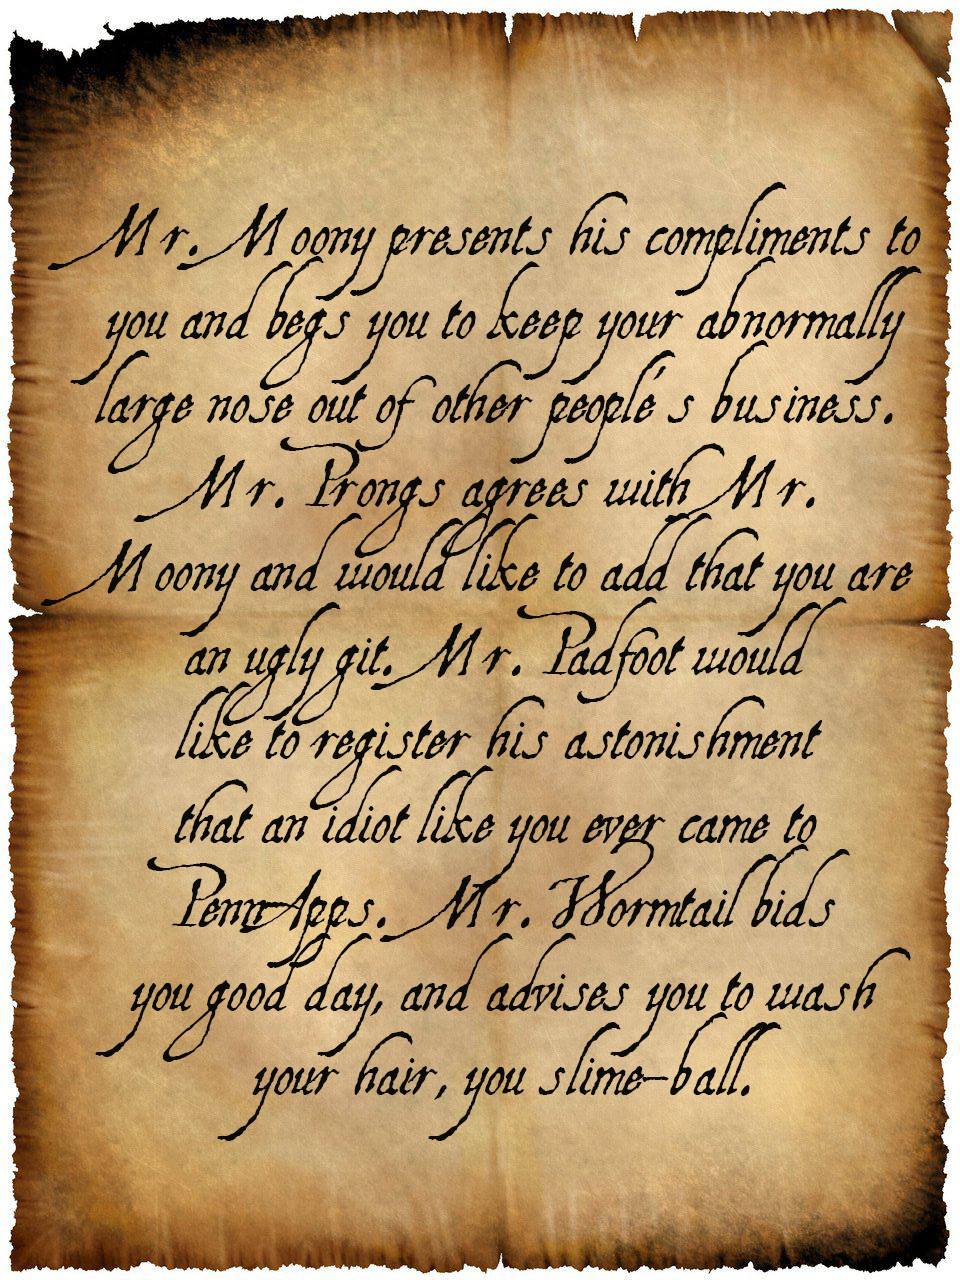 Mr. Moony presents his compliments to
you and begs you to keep your abnormally
large nose out of other people's business.
Mr. Prongs agrees with Mr.
Moony and would like to add that you are
an ugly git. Mr. Padfoot would
like to register his astonishment
that an idiot like you ever came to
PennApps. Mr. Wormtail bids
you good day, and advises you to wash
your hair, you slime-ball.